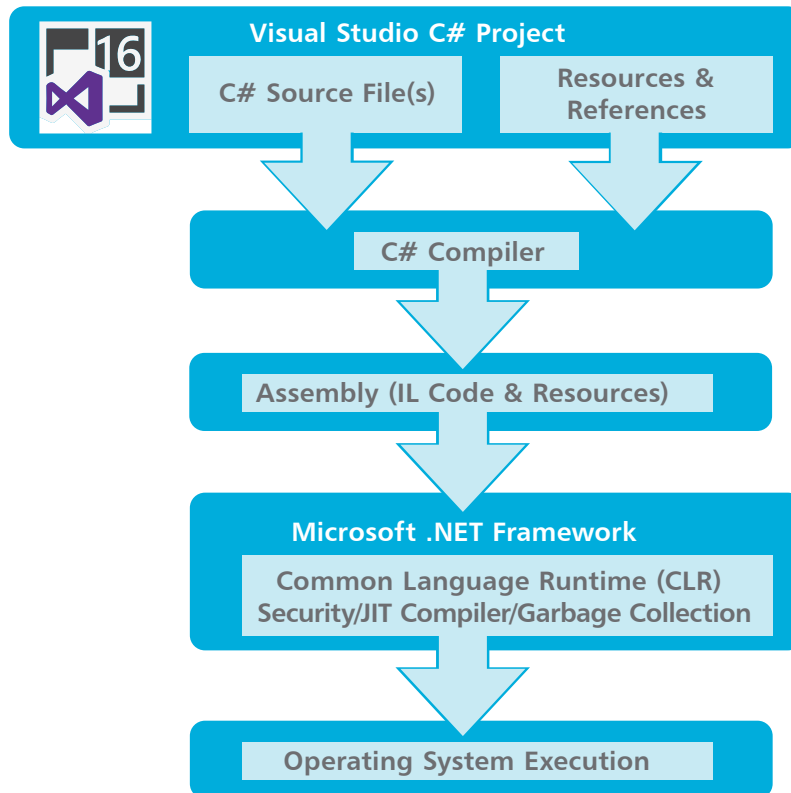 Visual Studio C# Project
16
C# Source File(s)
Resources &
References
C# Compiler
Assembly (IL Code & Resources)
Microsoft .NET Framework
Common Language Runtime (CLR)
Security/JIT Compiler/Garbage Collection
Operating System Execution